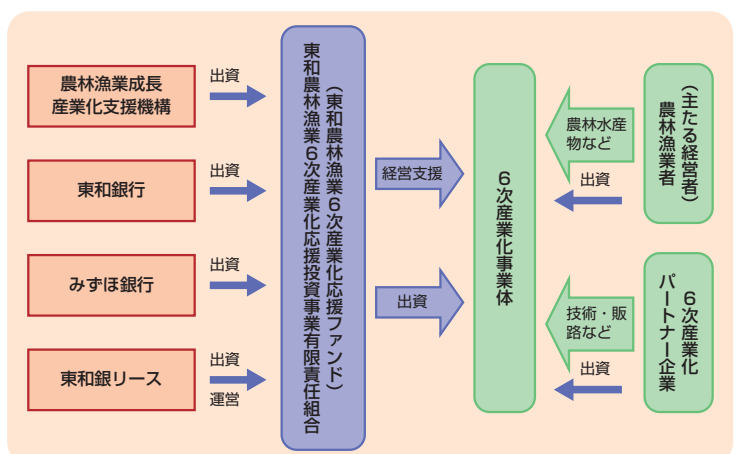 農林漁業成長
産業化支援機構
出資
東和銀行
出資
みずほ銀行
出資
東和銀リース
出資
運営
東和農林漁業6次産業化応援投資事業有限責任組合
(東和農林漁業6次産業化応援ファンド)
経営支援
出資
6次産業化事業体
農林水産
物など
出資
技術・販
路など
出資
農林漁業者
(主たる経営者)
6次産業化
パートナー企業